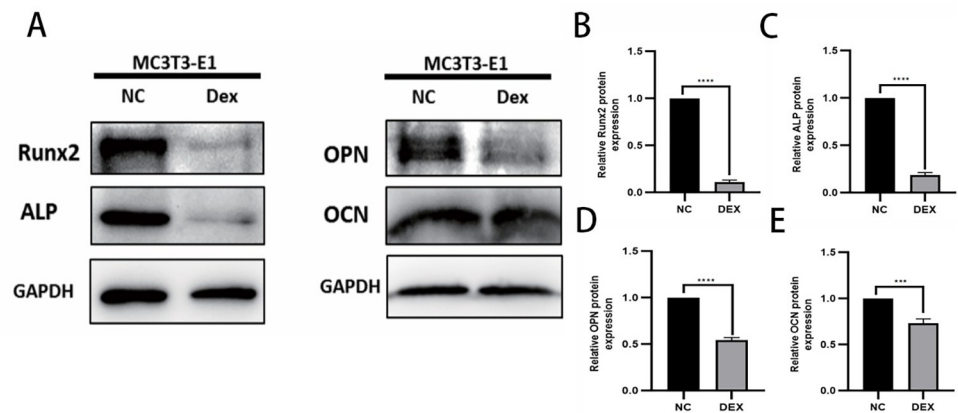 A
MC3T3-E1
NC Dex
Runx2
ALP
GAPDH
MC3T3-E1
NC Dex
OPN
OCN
GAPDH
B
Relative Runx2 protein
expression
1.5
1.0
0.5
0.0
****
NC DEX
C
Relative ALP protein
expression
1.5
1.0
0.5
0.0
****
NC DEX
D
Relative OPN protein
expression
1.5
1.0
0.5
0.0
****
NC DEX
E
Relative OCN protein
expression
1.5
1.0
0.5
0.0
***
NC DEX